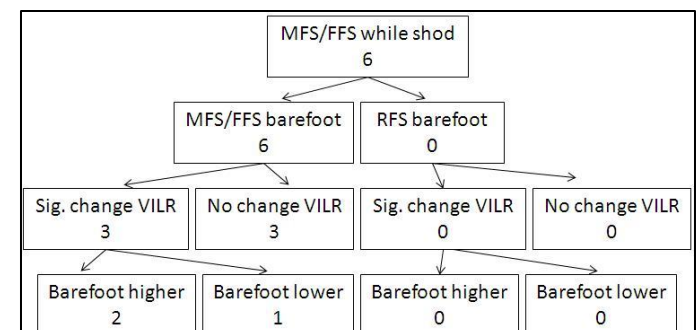 MFS/FFS while shod
6
MFS/FFS barefoot
6
RFS barefoot
0
Sig. change VILR
3
No change VILR
3
Sig. change VILR
0
No change VILR
0
Barefoot higher
2
Barefoot lower
1
Barefoot higher
0
Barefoot lower
0